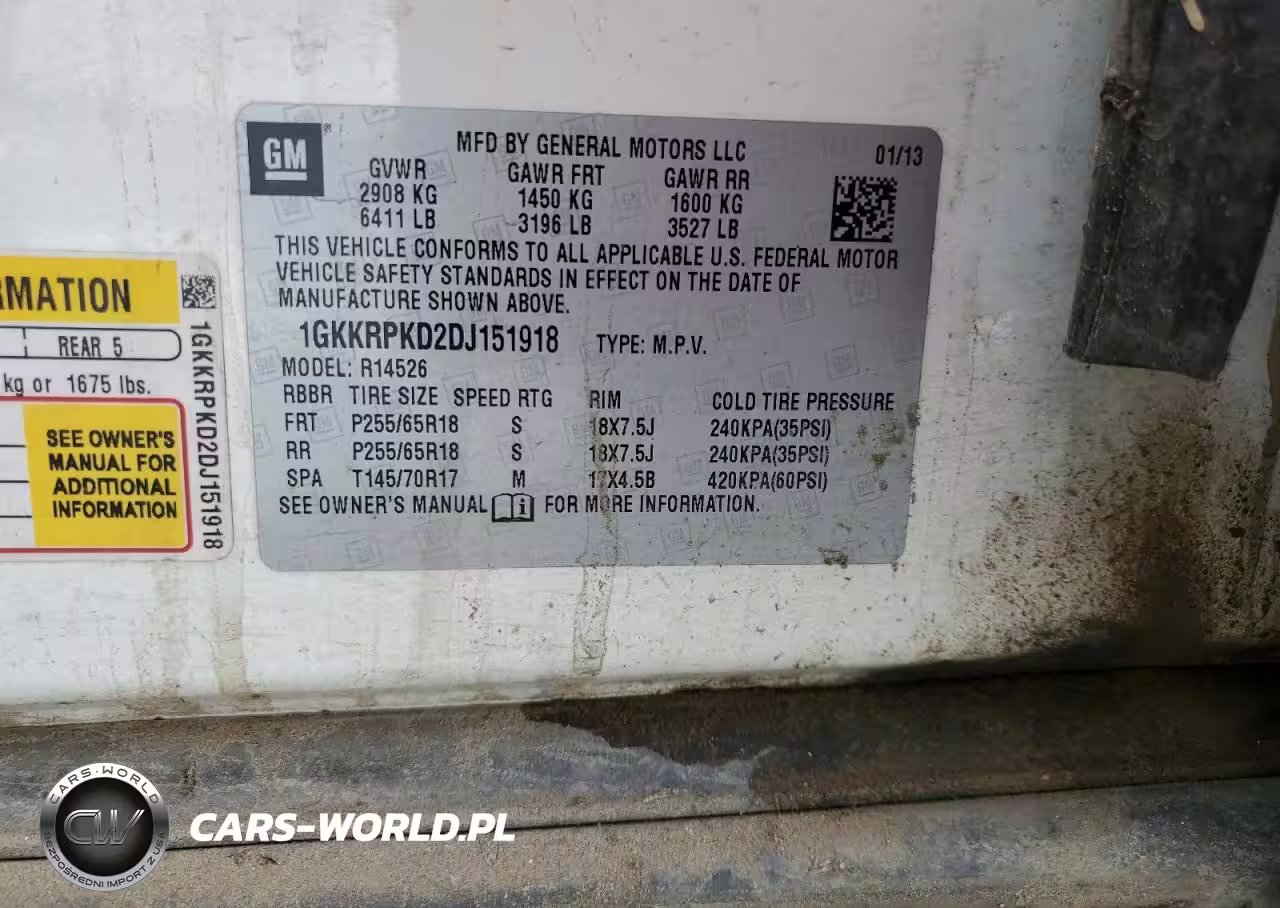 GM®
MFD BY GENERAL MOTORS LLC 01/13
GVWR GAWR FRT GAWR RR
2908 KG 1450 KG 1600 KG
6411 LB 3196 LB 3527 LB
THIS VEHICLE CONFORMS TO ALL APPLICABLE U.S. FEDERAL MOTOR
VEHICLE SAFETY STANDARDS IN EFFECT ON THE DATE OF
MANUFACTURE SHOWN ABOVE.
1GKKRPKD2DJ151918 TYPE: M.P.V.
MODEL: R14526
RBBR TIRE SIZE SPEED RTG RIM COLD TIRE PRESSURE
FRT P255/65R18 S 18X7.5J 240KPA(35PSI)
RR P255/65R18 S 18X7.5J 240KPA(35PSI)
SPA T145/70R17 M 17X4.5B 420KPA(60PSI)
SEE OWNER'S MANUAL i FOR MORE INFORMATION.
RMATION
REAR 5
kg or 1675 lbs.
SEE OWNER'S
MANUAL FOR
ADDITIONAL
INFORMATION
1GKKRPKD2DJ151918
CARS-WORLD
CW
BEZPOŚREDNI IMPORT Z USA
CARS-WORLD.PL